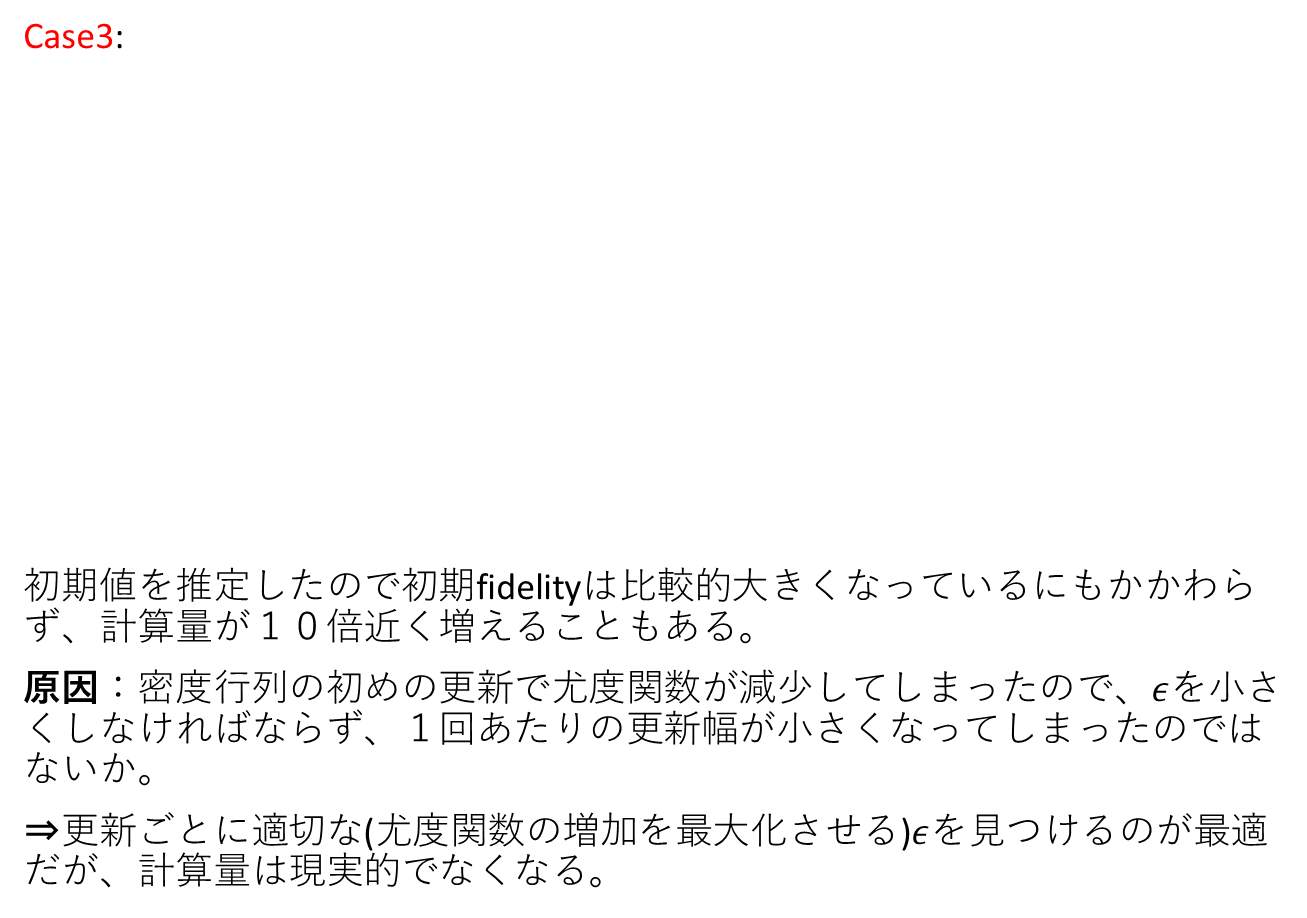 Case3:
初期値を推定したので初期fidelityは比較的大きくなっているにもかかわら
ず、計算量が１０倍近く増えることもある。
原因：密度行列の初めの更新で尤度関数が減少してしまったので、ϵを小さ
くしなければならず、１回あたりの更新幅が小さくなってしまったのでは
ないか。
⇒更新ごとに適切な(尤度関数の増加を最大化させる)ϵを見つけるのが最適
だが、計算量は現実的でなくなる。